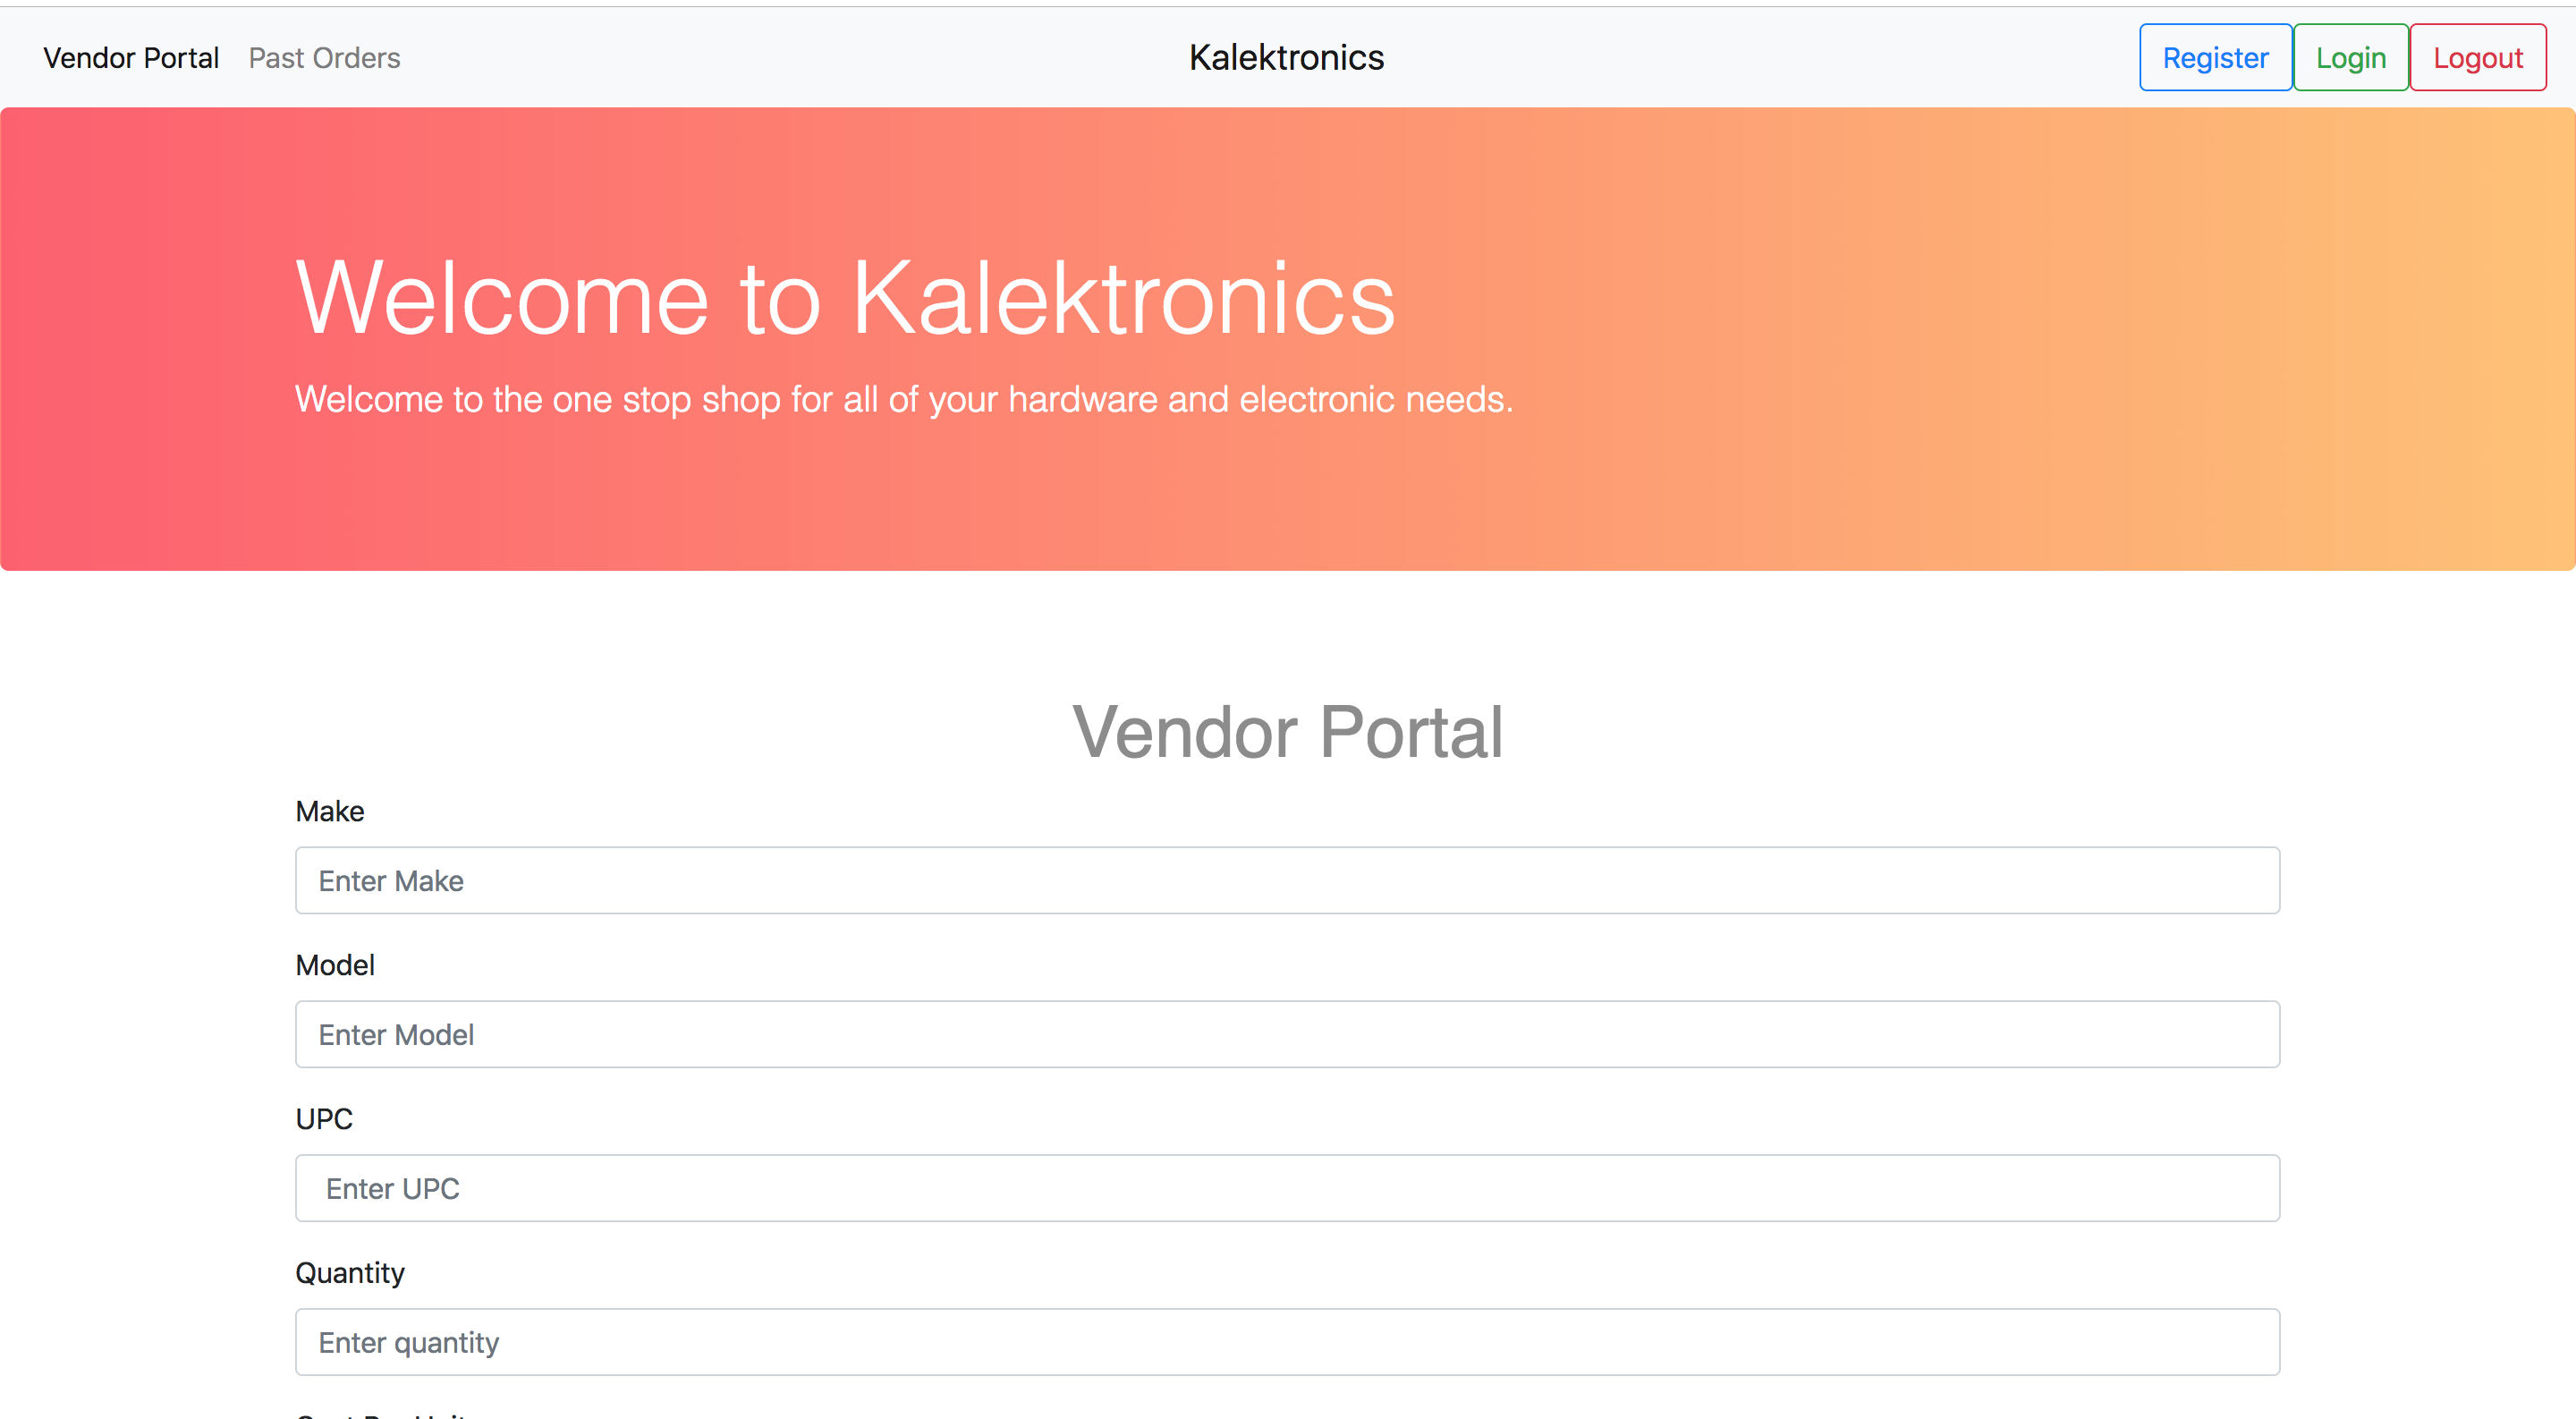 Vendor Portal Past Orders Kalektronics Register Login Logout
Welcome to Kalektronics
Welcome to the one stop shop for all of your hardware and electronic needs.
Vendor Portal
Make
Enter Make
Model
Enter Model
UPC
Enter UPC
Quantity
Enter quantity